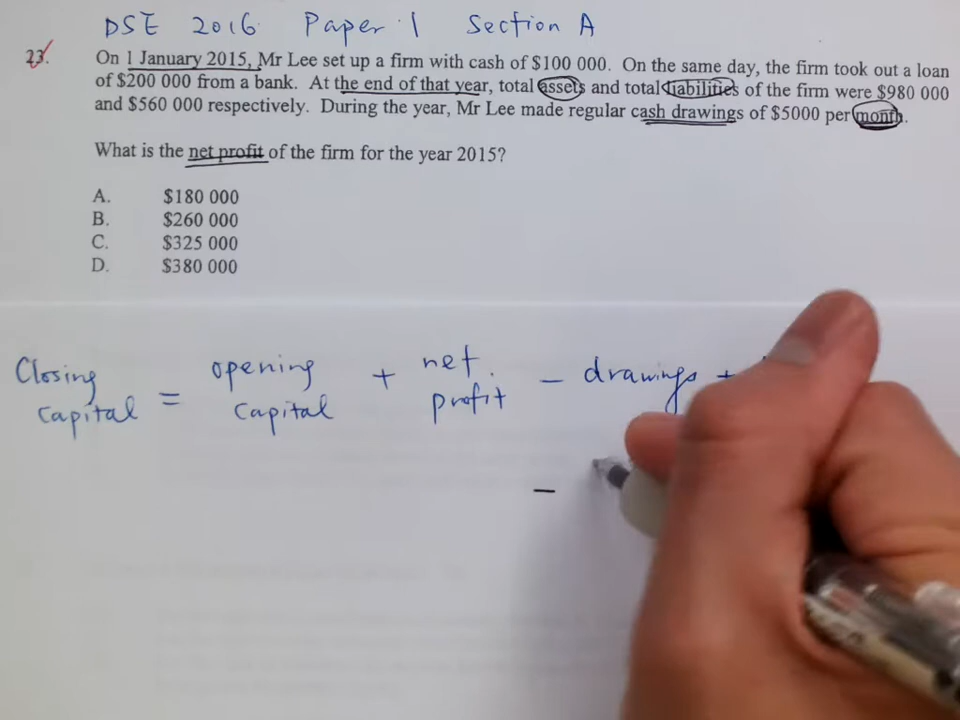 DSE 2016 Paper 1 Section A
23. On 1 January 2015, Mr Lee set up a firm with cash of $100 000. On the same day, the firm took out a loan
of $200 000 from a bank. At the end of that year, total assets and total liabilities of the firm were $980 000
and $560 000 respectively. During the year, Mr Lee made regular cash drawings of $5000 per month.
What is the net profit of the firm for the year 2015?
A. $180 000
B. $260 000
C. $325 000
D. $380 000
Closing capital = opening capital + net profit - drawings +
-